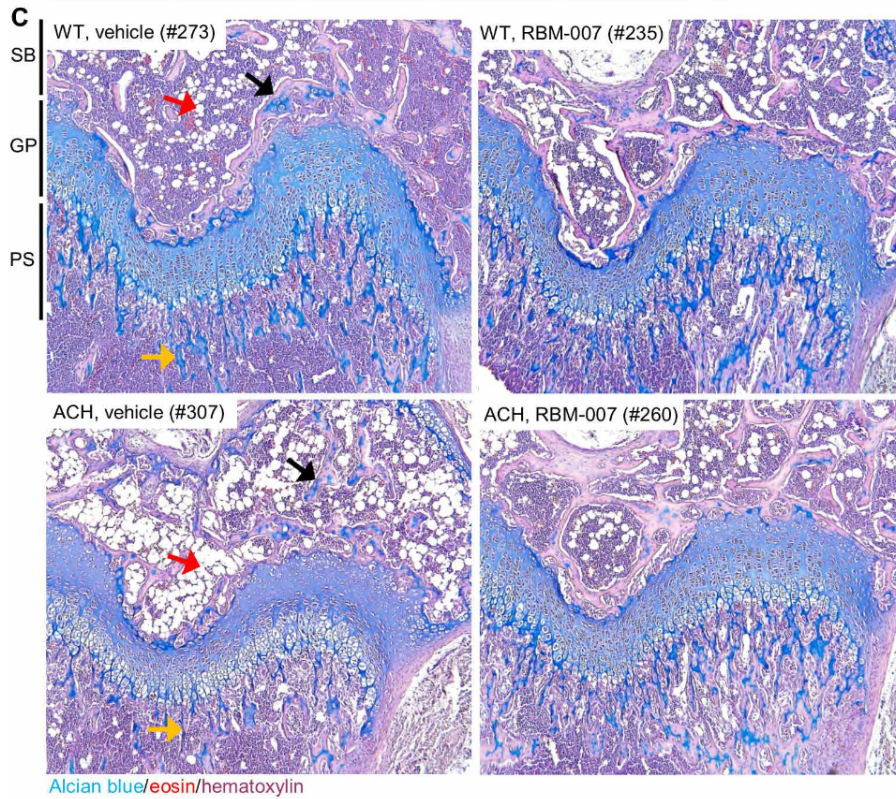 C
WT, vehicle (#273)
WT, RBM-007 (#235)
SB
GP
PS
ACH, vehicle (#307)
ACH, RBM-007 (#260)
Alcian blue/eosin/hematoxylin